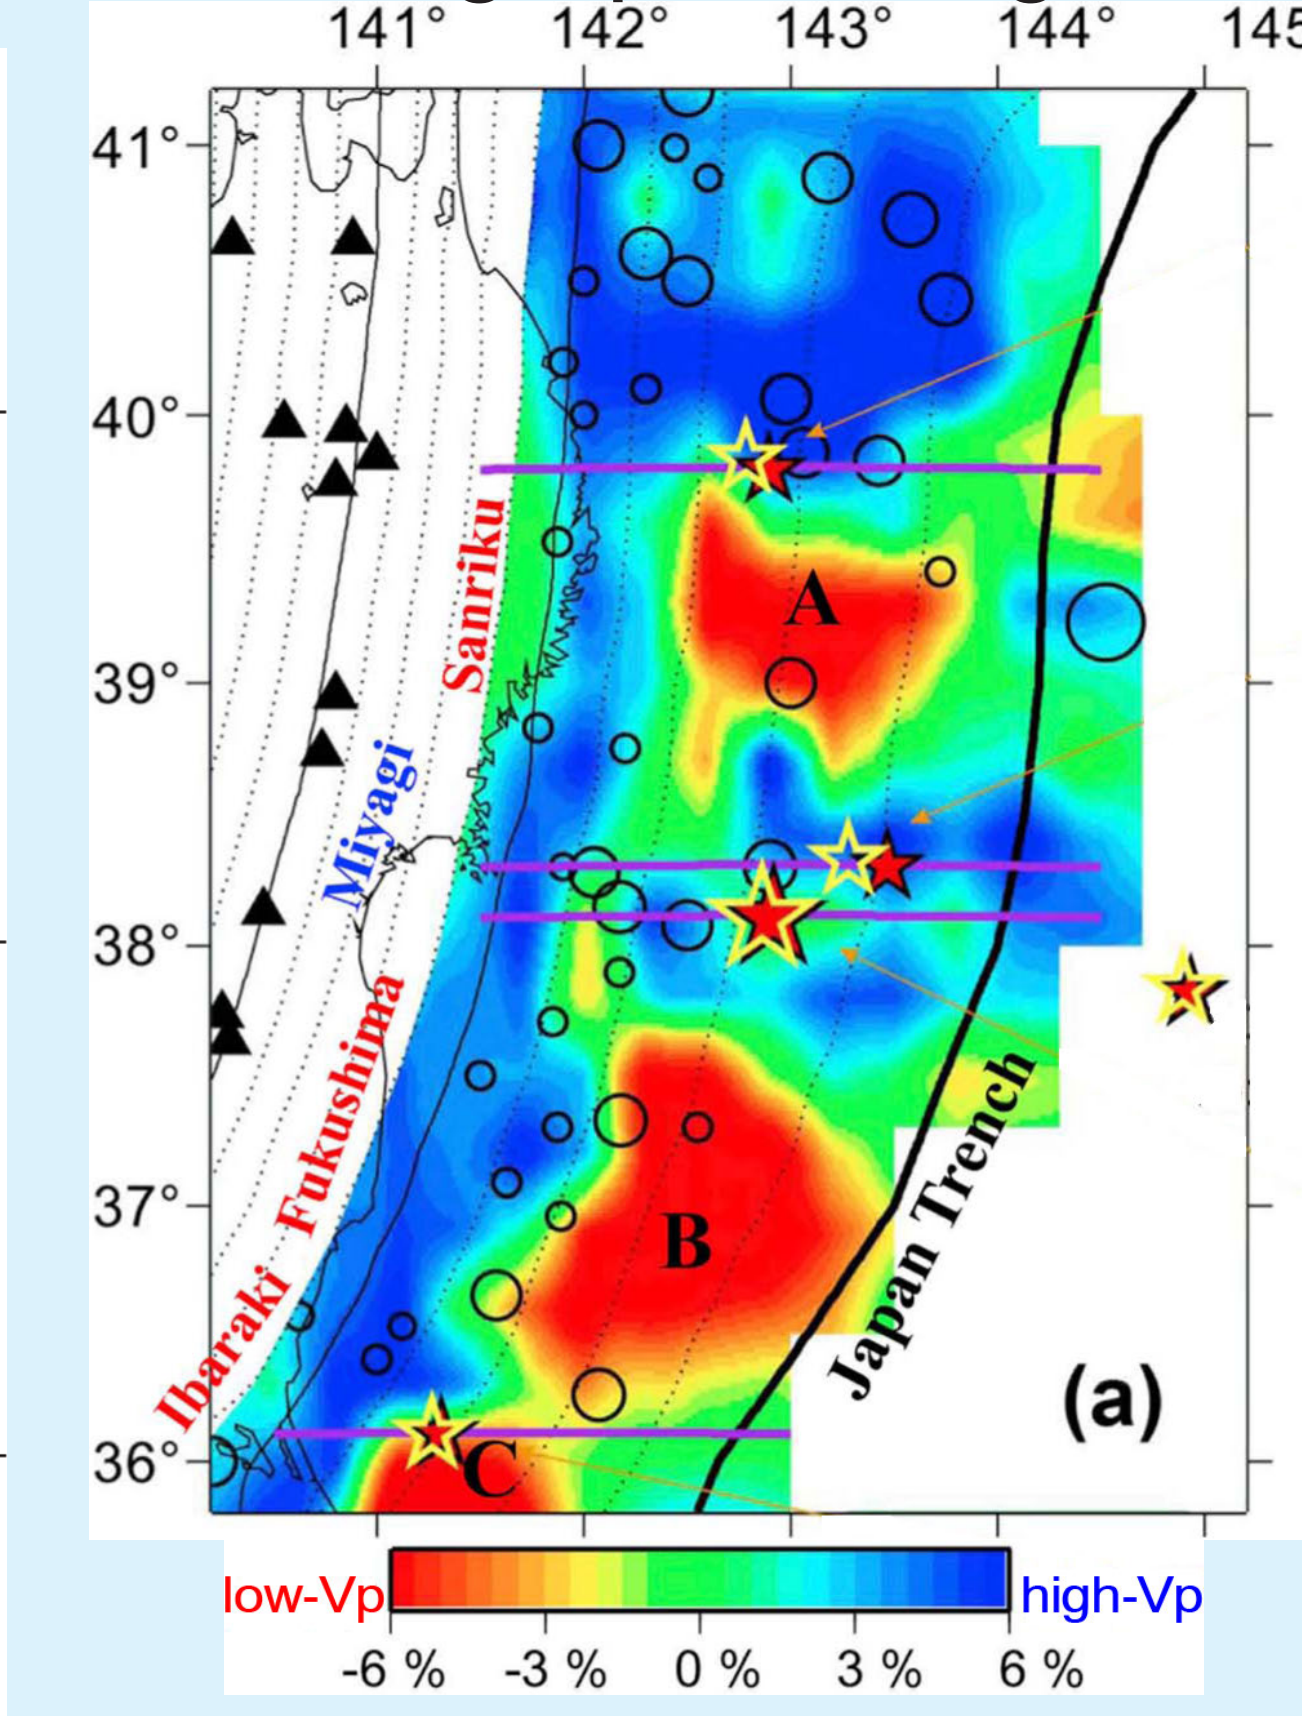 141° 142° 143° 144° 145
41°
40°
39°
38°
37°
36°
Sanriku
Miyagi
Fukushima
Ibaraki
A
B
C
Japan Trench
(a)
low-Vp high-Vp
-6 % -3 % 0 % 3 % 6 %